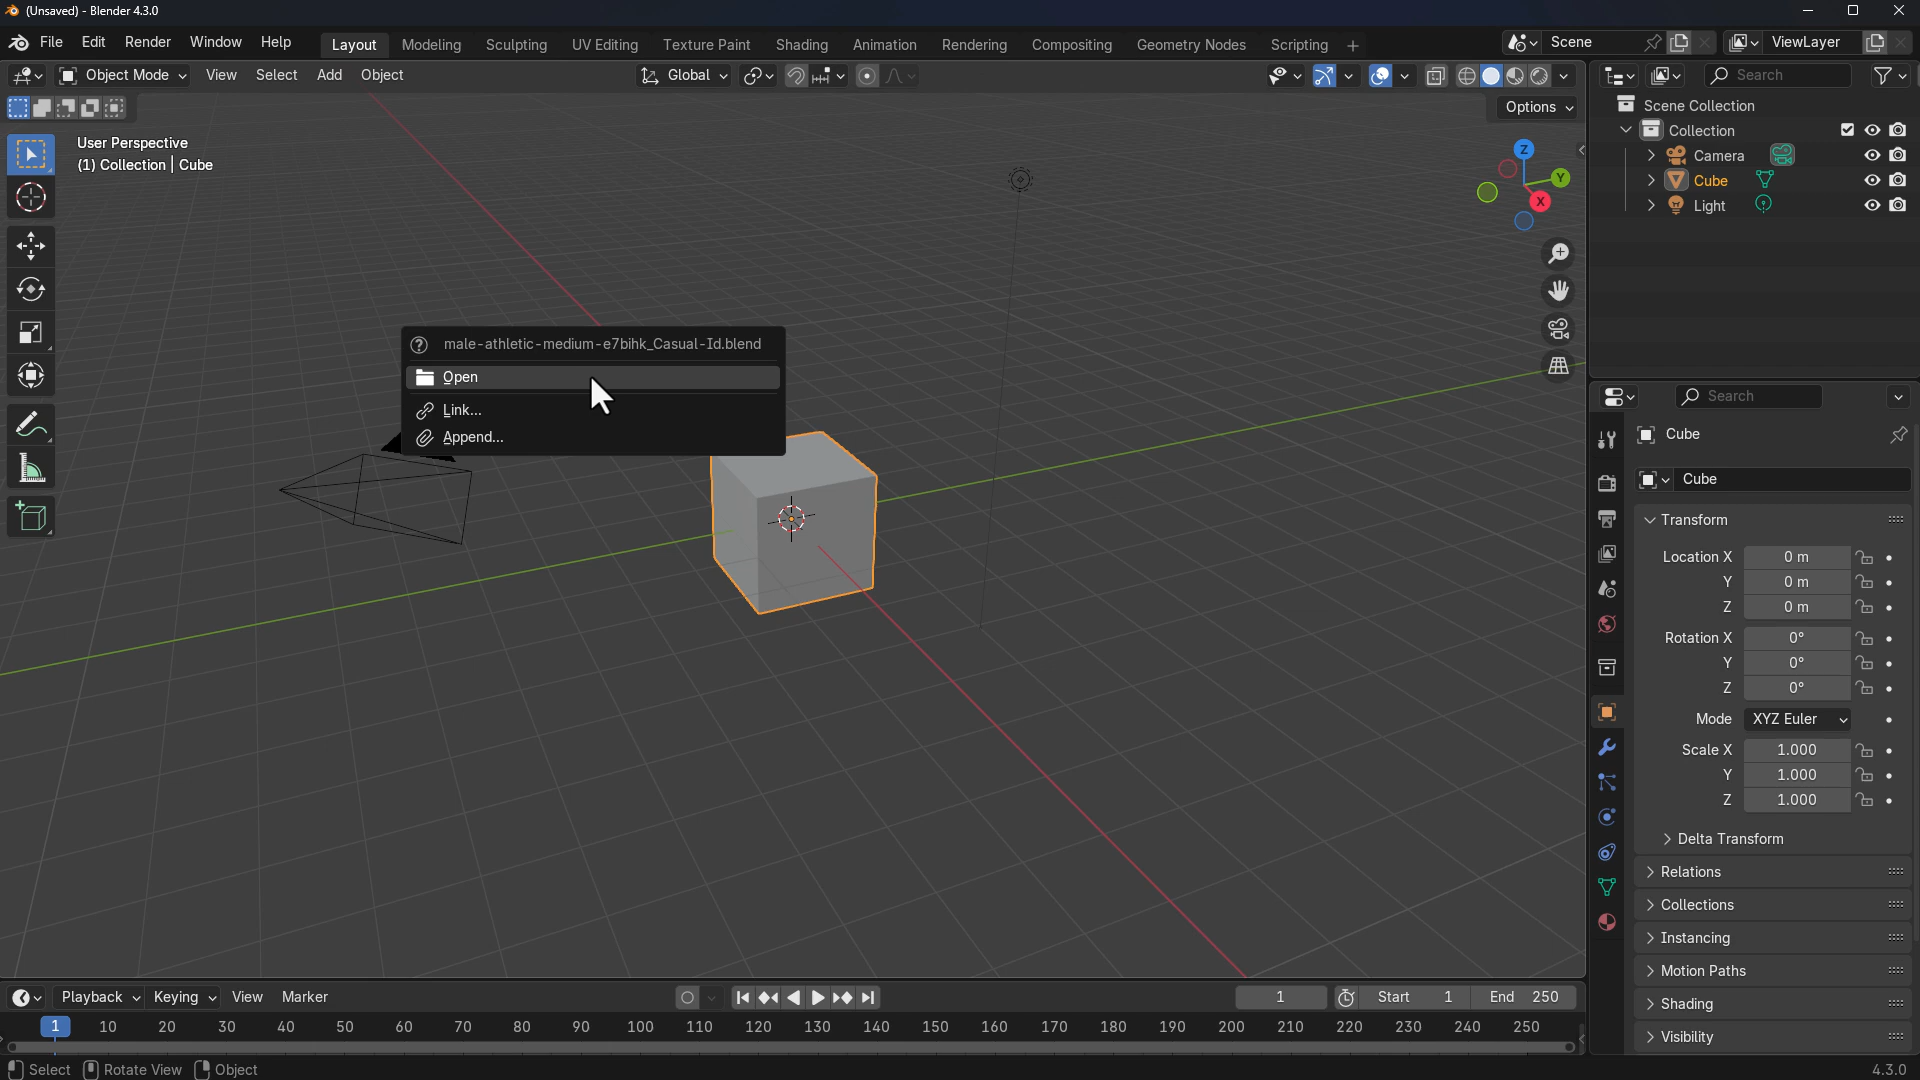 (Unsaved) - Blender 4.3.0
File Edit Render Window Help Layout Modeling Sculpting UV Editing Texture Paint Shading Animation Rendering Compositing Geometry Nodes Scripting + Scene ViewLayer
Object Mode View Select Add Object Global Search
Options
User Perspective
(1) Collection | Cube
Z
Y
X
male-athletic-medium-e7bihk_Casual-Id.blend
Open
Link...
Append...
Scene Collection
Collection
Camera
Cube
Light
Search
Cube
Cube
Transform
Location X 0 m
Y 0 m
Z 0 m
Rotation X 0°
Y 0°
Z 0°
Mode XYZ Euler
Scale X 1.000
Y 1.000
Z 1.000
Delta Transform
Relations
Collections
Instancing
Motion Paths
Shading
Visibility
Playback Keying View Marker 1 Start 1 End 250
1 10 20 30 40 50 60 70 80 90 100 110 120 130 140 150 160 170 180 190 200 210 220 230 240 250
Select Rotate View Object 4.3.0